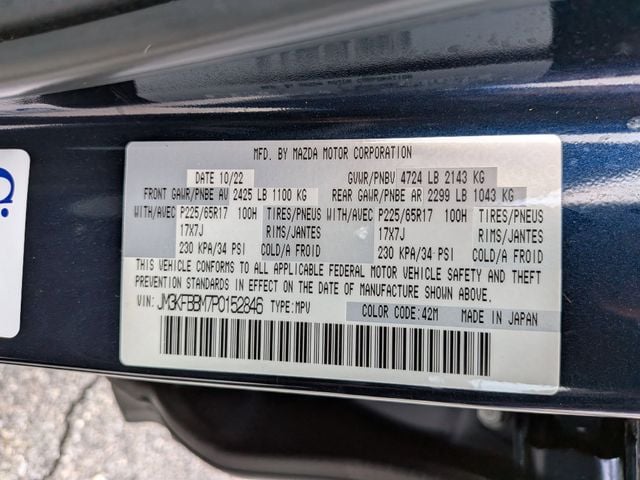 MFD. BY MAZDA MOTOR CORPORATION
DATE 10/22 GVWR/PNBV 4724 LB 2143 KG
FRONT GAWR/PNBE AV 2425 LB 1100 KG REAR GAWR/PNBE AR 2299 LB 1043 KG
WITH/AVEC P225/65R17 100H TIRES/PNEUS WITH/AVEC P225/65R17 100H TIRES/PNEUS
17X7J RIMS/JANTES 17X7J RIMS/JANTES
230 KPA/34 PSI COLD/A FROID 230 KPA/34 PSI COLD/A FROID
THIS VEHICLE CONFORMS TO ALL APPLICABLE FEDERAL MOTOR VEHICLE SAFETY AND THEFT
PREVENTION STANDARDS IN EFFECT ON THE DATE OF MANUFACTURE SHOWN ABOVE.
VIN: JM3KFBBM7P0152846 TYPE: MPV COLOR CODE: 42M MADE IN JAPAN